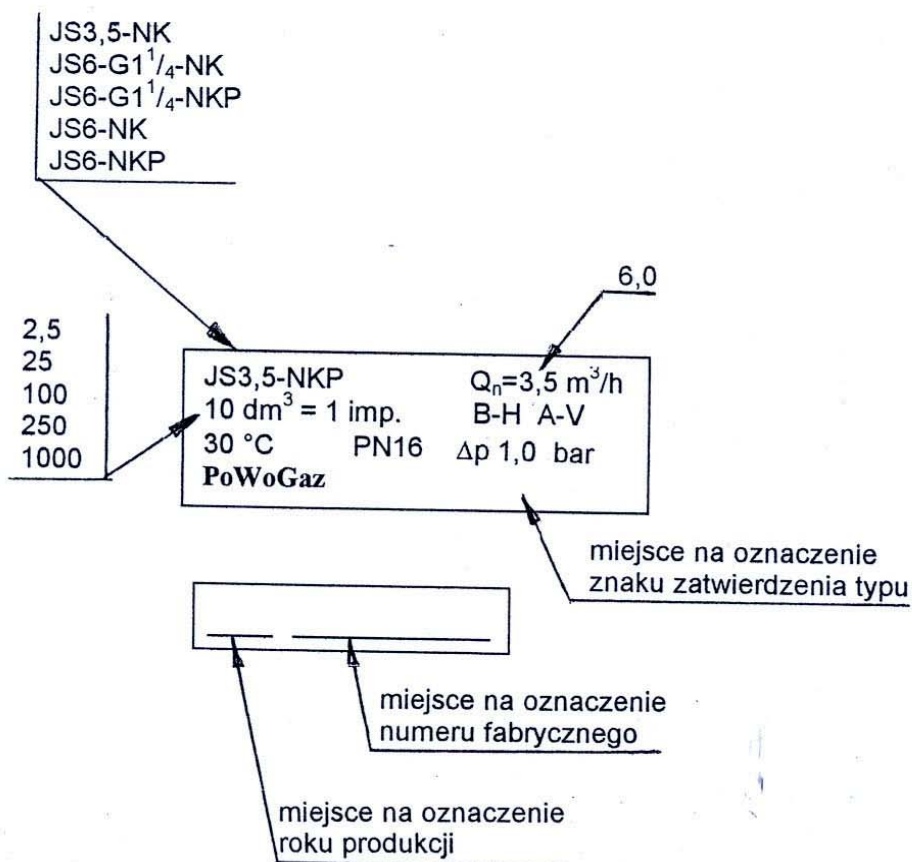 JS3,5-NK
JS6-G1¹/₄-NK
JS6-G1¹/₄-NKP
JS6-NK
JS6-NKP
6,0
2,5
25
100
250
1000
JS3,5-NKP Qₙ=3,5 m³/h
10 dm³ = 1 imp. B-H A-V
30 °C PN16 Δp 1,0 bar
PoWoGaz
miejsce na oznaczenie
znaku zatwierdzenia typu
miejsce na oznaczenie
numeru fabrycznego
miejsce na oznaczenie
roku produkcji